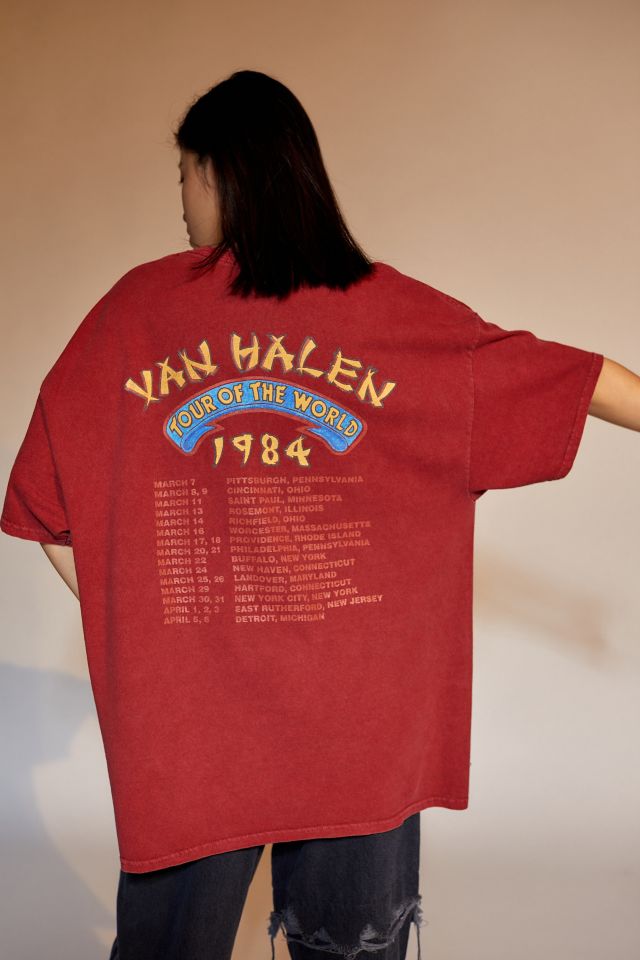 VAN HALEN
TOUR OF THE WORLD
1984
MARCH 7 PITTSBURGH, PENNSYLVANIA
MARCH 8, 9 CINCINNATI, OHIO
MARCH 11 SAINT PAUL, MINNESOTA
MARCH 13 ROSEMONT, ILLINOIS
MARCH 14 RICHFIELD, OHIO
MARCH 16 WORCESTER, MASSACHUSETTS
MARCH 17, 18 PROVIDENCE, RHODE ISLAND
MARCH 20, 21 PHILADELPHIA, PENNSYLVANIA
MARCH 22 BUFFALO, NEW YORK
MARCH 24 NEW HAVEN, CONNECTICUT
MARCH 25, 26 LANDOVER, MARYLAND
MARCH 29 HARTFORD, CONNECTICUT
MARCH 30, 31 NEW YORK CITY, NEW YORK
APRIL 1, 2, 3 EAST RUTHERFORD, NEW JERSEY
APRIL 5, 6 DETROIT, MICHIGAN